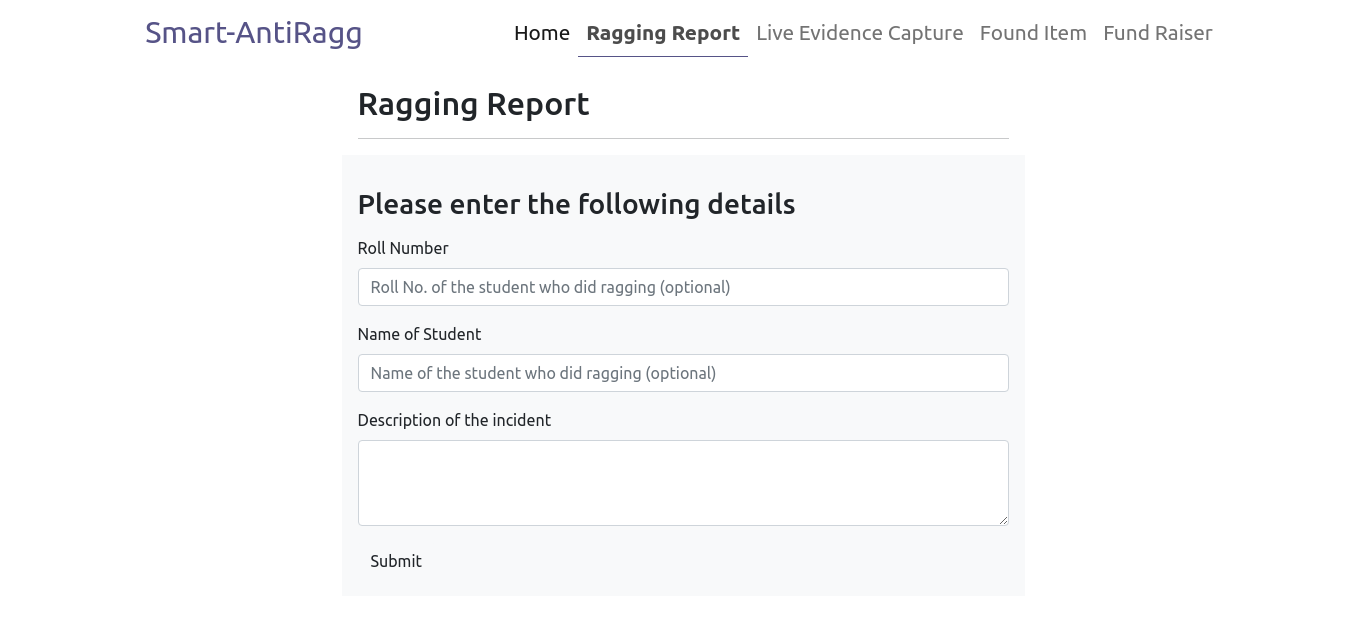 Smart-AntiRagg
Home Ragging Report Live Evidence Capture Found Item Fund Raiser
Ragging Report
Please enter the following details
Roll Number
Roll No. of the student who did ragging (optional)
Name of Student
Name of the student who did ragging (optional)
Description of the incident
Submit